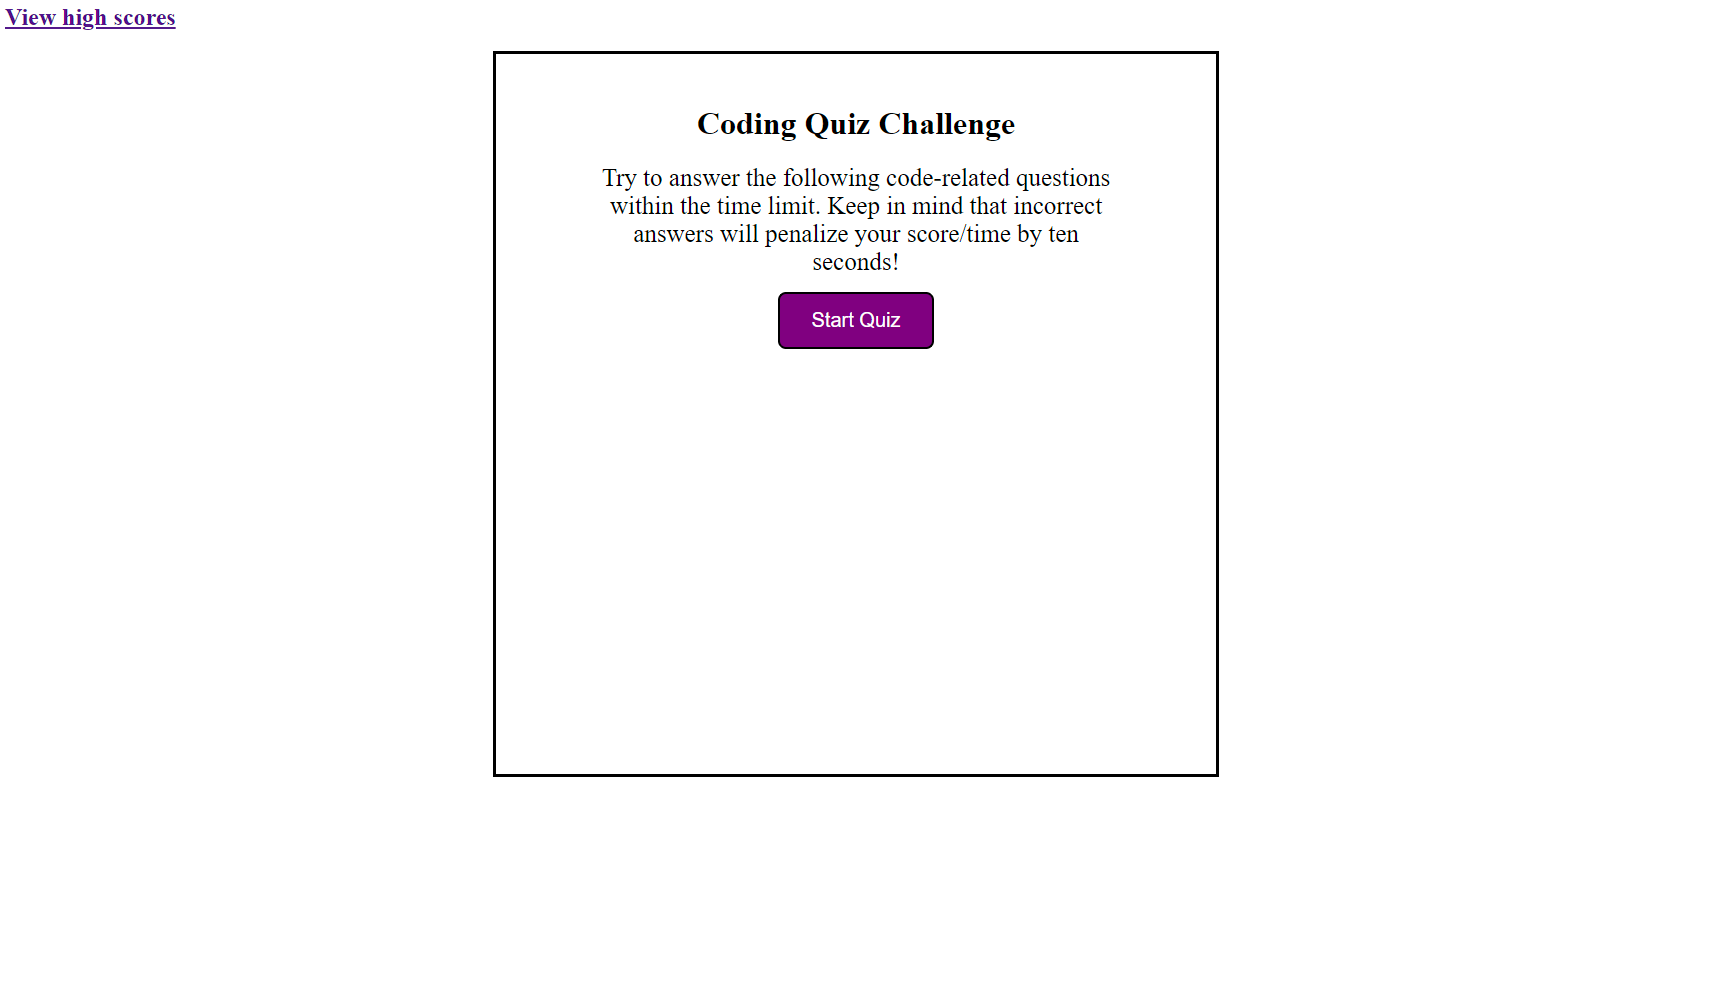 View high scores
Coding Quiz Challenge
Try to answer the following code-related questions
within the time limit. Keep in mind that incorrect
answers will penalize your score/time by ten
seconds!
Start Quiz